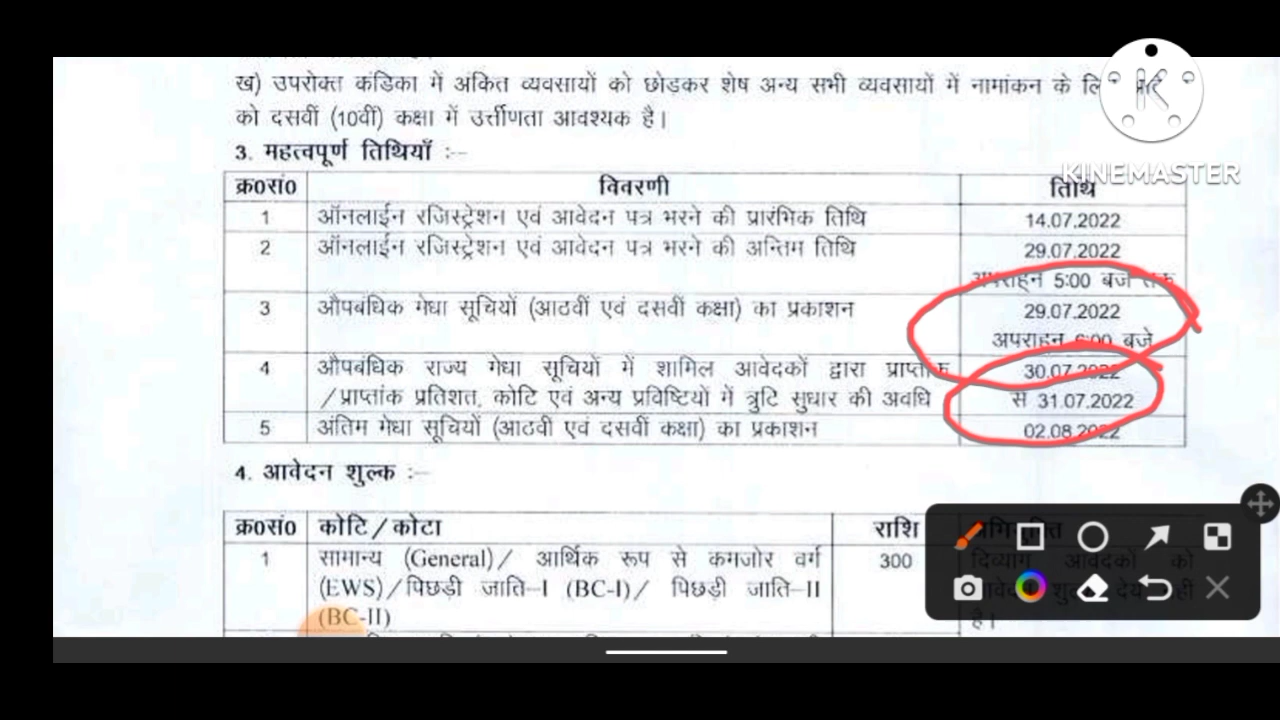 ख) उपरोक्त कंडिका में अंकित व्यवसायों को छोड़कर शेष अन्य सभी व्यवसायों में नामांकन के
को दसवीं (10वीं) कक्षा में उर्त्तीणता आवश्यक है।
KINEMASTER
3. महत्वपूर्ण तिथियाँ :–
क्र0सं0 विवरणी तिथि
1 ऑनलाईन रजिस्ट्रेशन एवं आवेदन पत्र भरने की प्रारंभिक तिथि 14.07.2022
2 ऑनलाईन रजिस्ट्रेशन एवं आवेदन पत्र भरने की अन्तिम तिथि 29.07.2022
अपराह्न 5:00 बजे तक
3 औपबंधिक मेधा सूचियों (आठवीं एवं दसवीं कक्षा) का प्रकाशन 29.07.2022
अपराह्न 6:00 बजे
4 औपबंधिक राज्य मेधा सूचियों में शामिल आवेदकों द्वारा प्राप्तांक 30.07.2022
/प्राप्तांक प्रतिशत, कोटि एवं अन्य प्रविष्टियों में त्रुटि सुधार की अवधि से 31.07.2022
5 अंतिम मेधा सूचियों (आठवीं एवं दसवीं कक्षा) का प्रकाशन 02.08.2022
4. आवेदन शुल्क :–
क्र0सं0 कोटि/कोटा राशि
1 सामान्य (General)/ आर्थिक रूप से कमजोर वर्ग 300
(EWS)/पिछड़ी जाति–I (BC-I)/ पिछड़ी जाति–II
(BC-II) है।